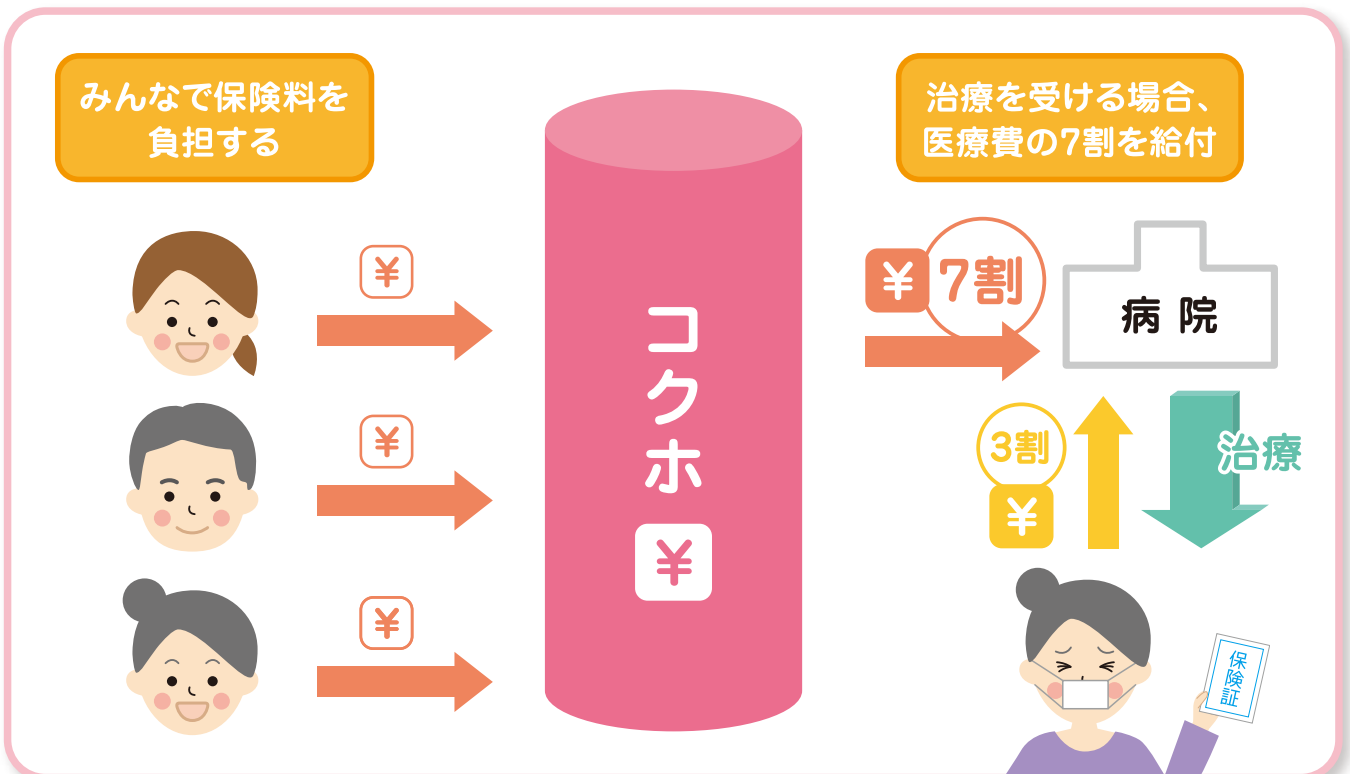 みんなで保険料を
負担する
¥
¥
¥
コクホ
¥
治療を受ける場合、
医療費の7割を給付
¥ 7割
病院
3割
¥
治療
保険証